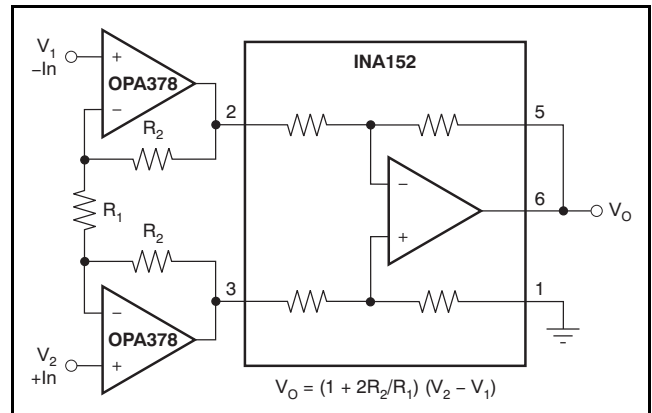 V1
−In
OPA378
R2
R1
R2
OPA378
V2
+In
INA152
2
5
6
VO
3
1
VO = (1 + 2R2/R1) (V2 − V1)